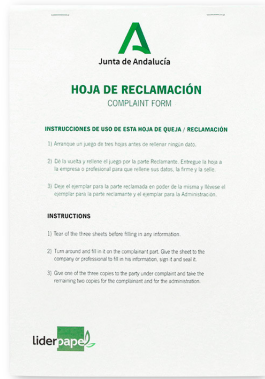 Junta de Andalucía
HOJA DE RECLAMACIÓN
COMPLAINT FORM
INSTRUCCIONES DE USO DE ESTA HOJA DE QUEJA / RECLAMACIÓN
1) Arrancar un juego de tres hojas antes de rellenar ningún dato.
2) Dé la vuelta y rellene el juego por la parte Reclamante. Entregue la hoja a
la empresa o profesional para que rellene sus datos, la firme y la selle.
3) Deje el ejemplar para la parte reclamada en poder de la misma y llévese el
ejemplar para la parte reclamante y el ejemplar para la Administración.
INSTRUCTIONS
1) Tear of the three sheets before filling in any information.
2) Turn around and fill in it on the complainant part. Give the sheet to the
company or professional to fill in his information, sign it and seal it.
3) Give one of the three copies to the party under complaint and take the
remaining two copies for the complainant and for the administration.
liderpapel